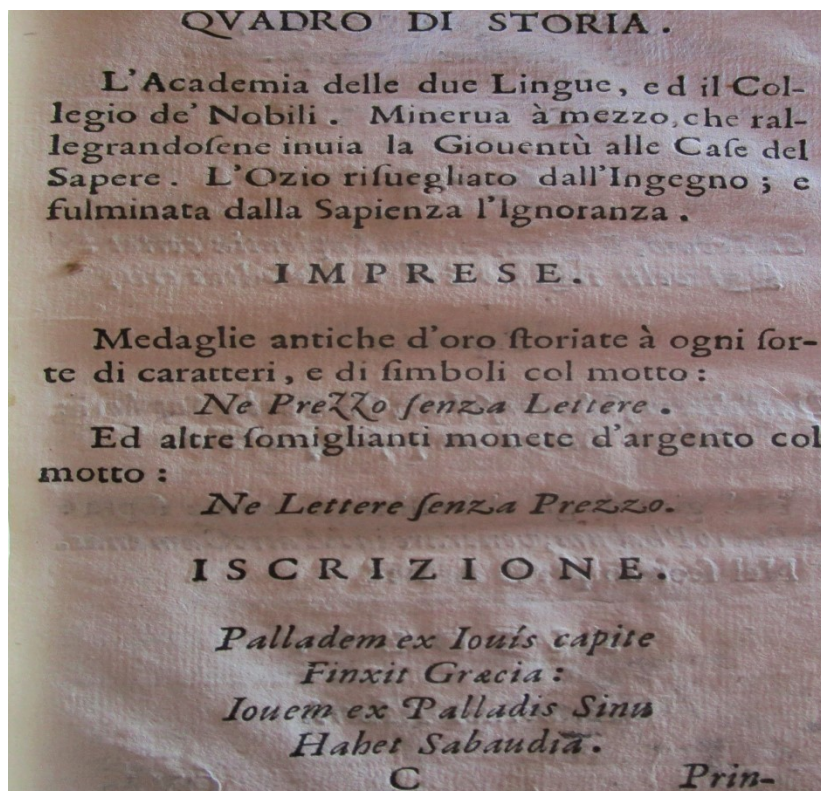 QVADRO DI STORIA.
L'Academia delle due Lingue, ed il Col-
legio de' Nobili. Minerua à mezzo, che ral-
legrandoſene inuia la Giouentù alle Caſe del
Sapere. L'Ozio riſuegliato dall'Ingegno; e
fulminata dalla Sapienza l'Ignoranza.
IMPRESE.
Medaglie antiche d'oro ſtoriate à ogni ſor-
te di caratteri, e di ſimboli col motto:
Ne Prezzo ſenza Lettere.
Ed altre ſomiglianti monete d'argento col
motto:
Ne Lettere ſenza Prezzo.
ISCRIZIONE.
Palladem ex Iouis capite
Finxit Græcia:
Iouem ex Palladis Sinu
Habet Sabaudia.
C Prin-